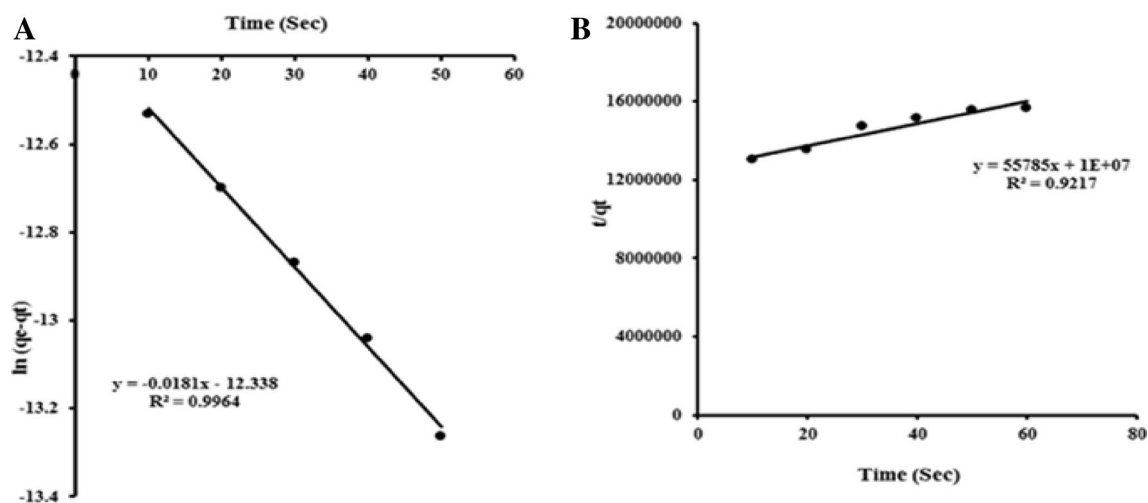 A
Time (Sec)
-12.4
0
10
20
30
40
50
60
-12.6
-12.8
-13
-13.2
-13.4
ln (qe-qt)
y = -0.0181x - 12.338
R² = 0.9964
B
20000000
16000000
12000000
8000000
4000000
0
t/qt
y = 55785x + 1E+07
R² = 0.9217
0
20
40
60
80
Time (Sec)